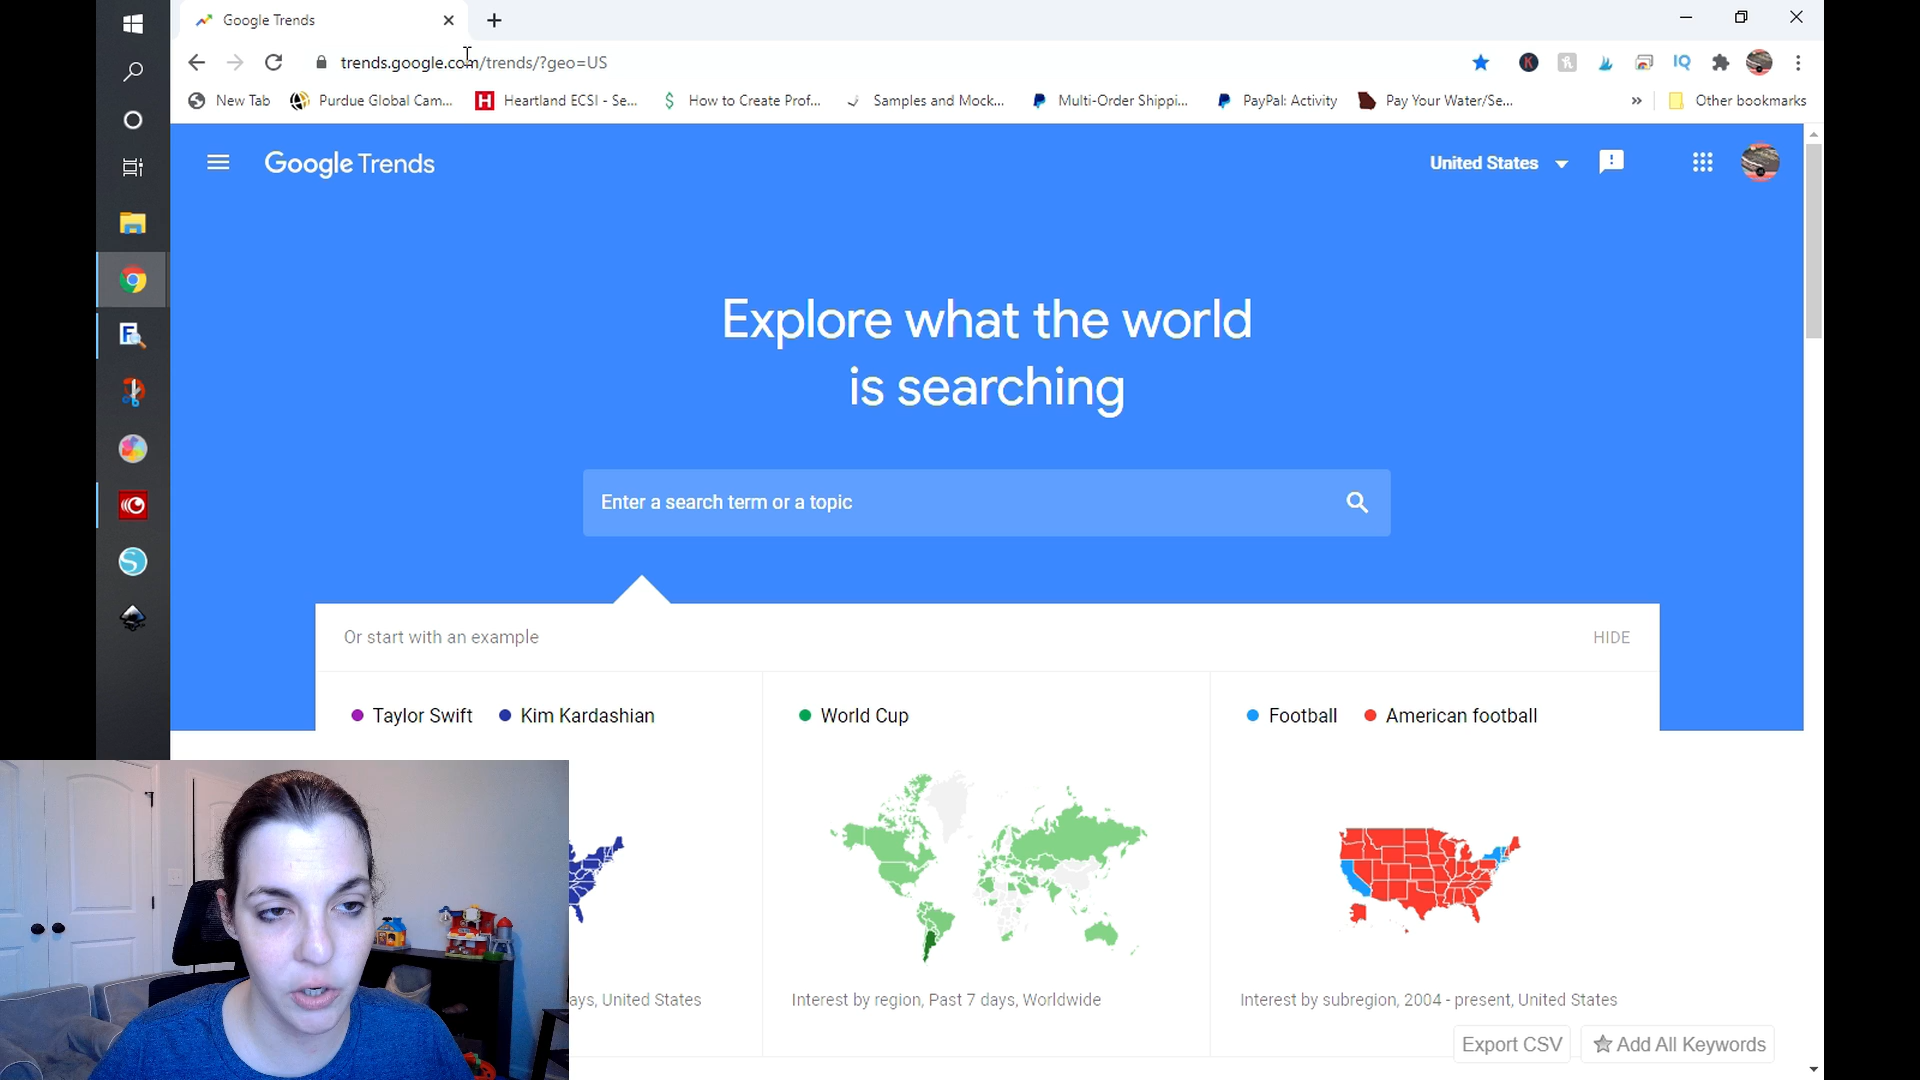 Google Trends
trends.google.com/trends/?geo=US
IQ
New Tab
Purdue Global Cam...
Heartland ECSI - Se...
How to Create Prof...
Samples and Mock...
Multi-Order Shippi...
PayPal: Activity
Pay Your Water/Se...
Other bookmarks
Google Trends
United States
Explore what the world
is searching
Enter a search term or a topic
Or start with an example
HIDE
Taylor Swift
Kim Kardashian
World Cup
Football
American football
ays, United States
Interest by region, Past 7 days, Worldwide
Interest by subregion, 2004 - present, United States
Export CSV
Add All Keywords